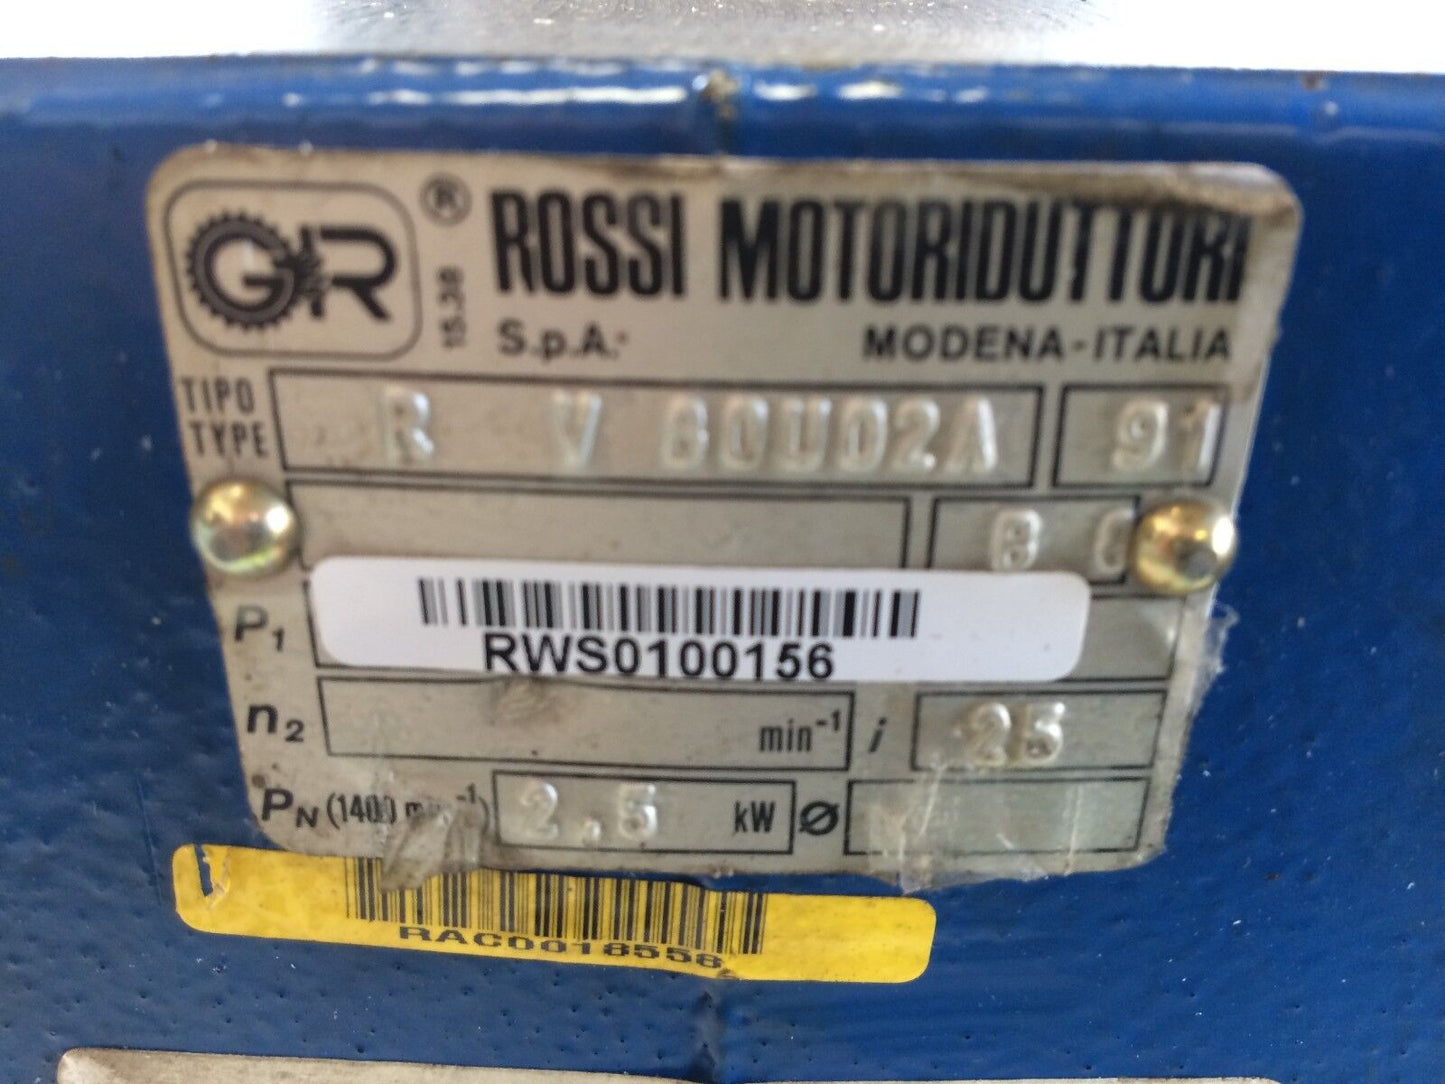 GR ® ROSSI MOTORIDUTTORI
15.38 S.p.A. MODENA-ITALIA
TIPO
TYPE R V 80U02A 91
B
P1
RWS0100156
n2 min-1 i 25
PN (1400 min-1) 2,5 kW Ø
RAC0018558